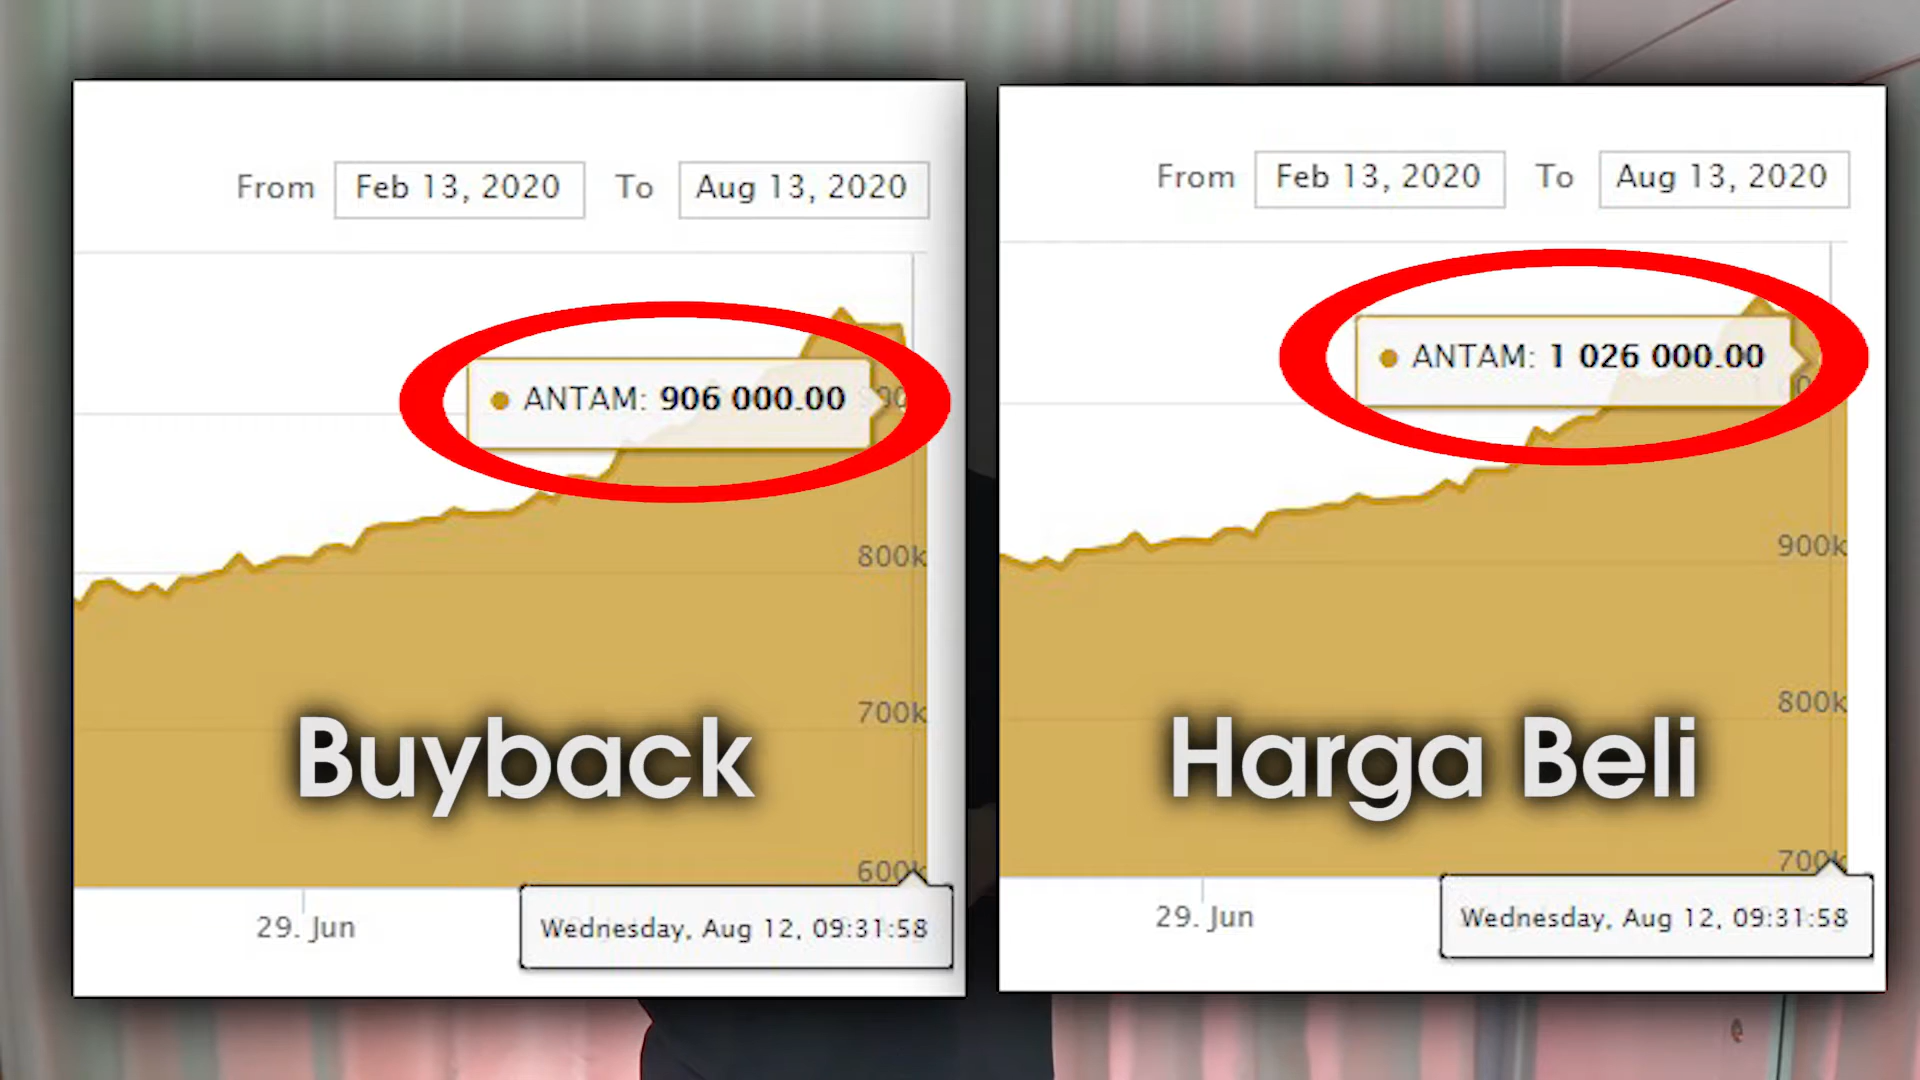 From Feb 13, 2020 To Aug 13, 2020
ANTAM: 906 000.00
800k
700k
600k
29. Jun
Wednesday, Aug 12, 09:31:58
Buyback
From Feb 13, 2020 To Aug 13, 2020
ANTAM: 1 026 000.00
900k
800k
700k
29. Jun
Wednesday, Aug 12, 09:31:58
Harga Beli